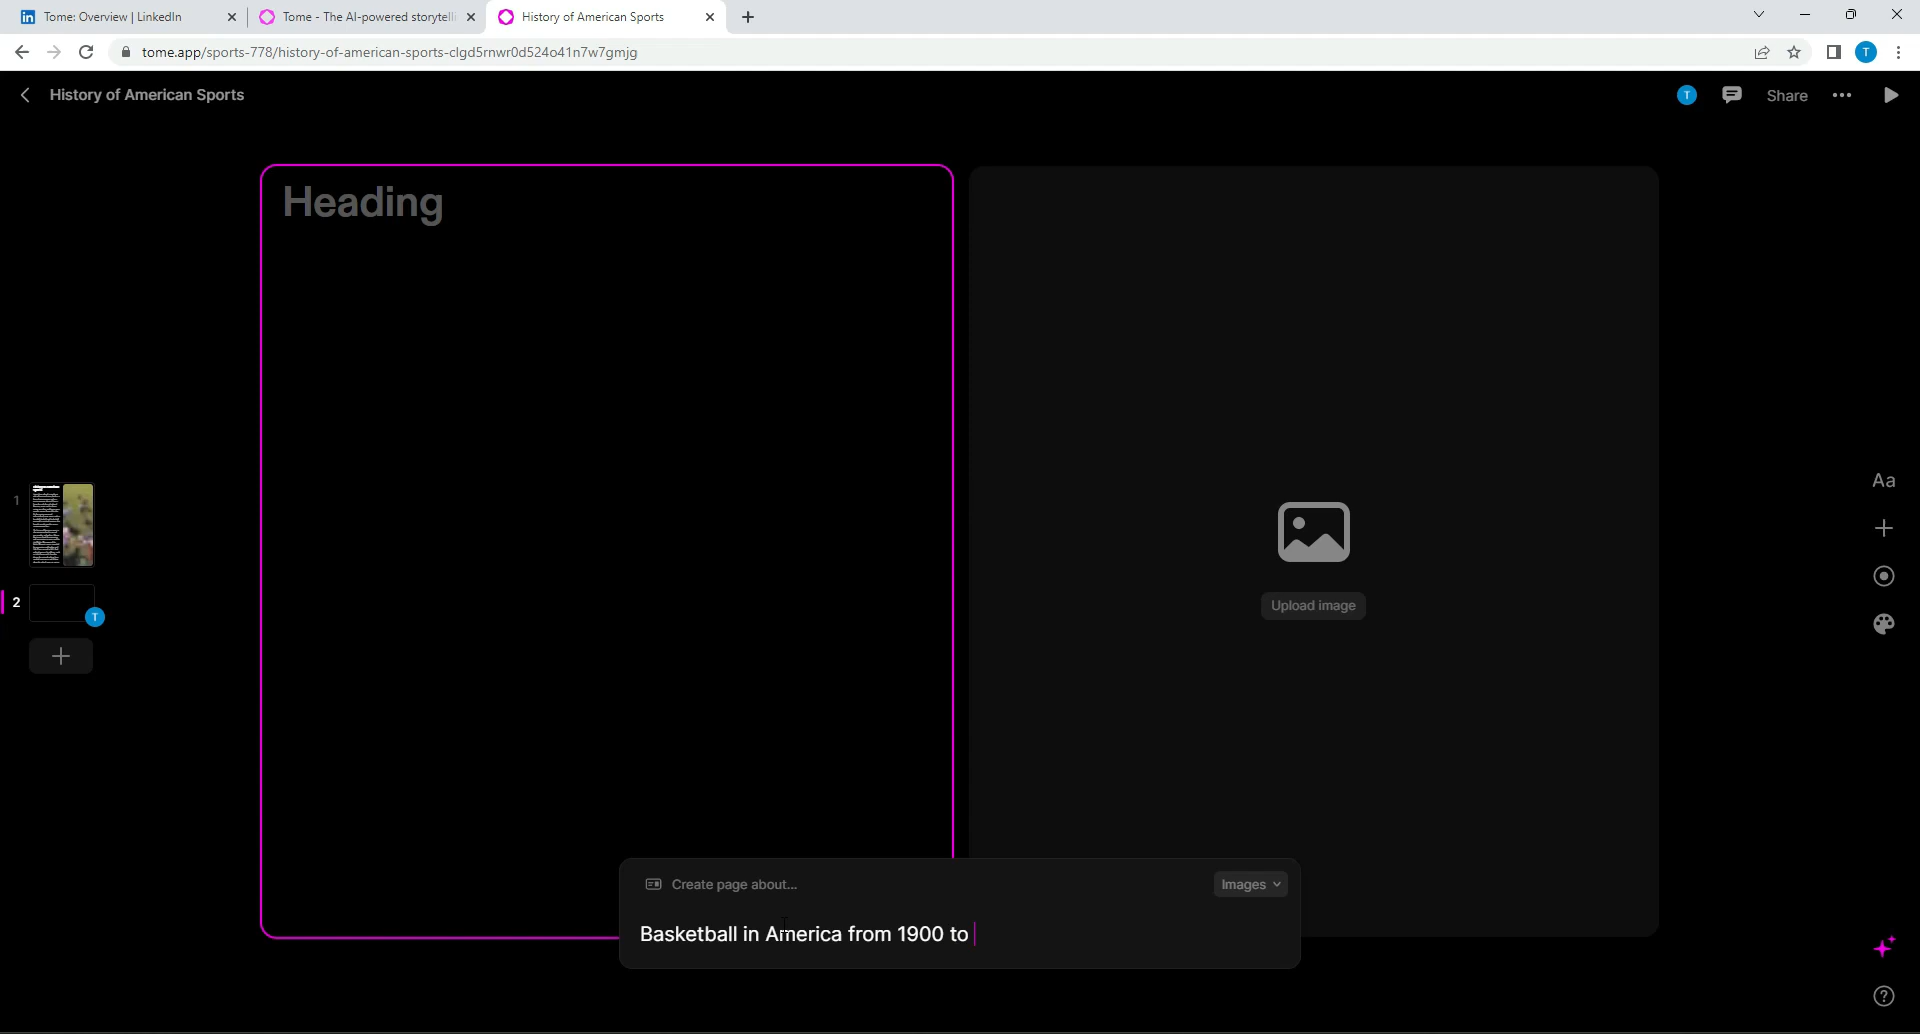 Tome: Overview | LinkedIn
Tome - The AI-powered storytelli
History of American Sports
tome.app/sports-778/history-of-american-sports-clgd5rnwr0d524o41n7w7gmjg
T
History of American Sports
T
Share
Heading
Upload image
1
2
T
Aa
Create page about...
Images
Basketball in America from 1900 to